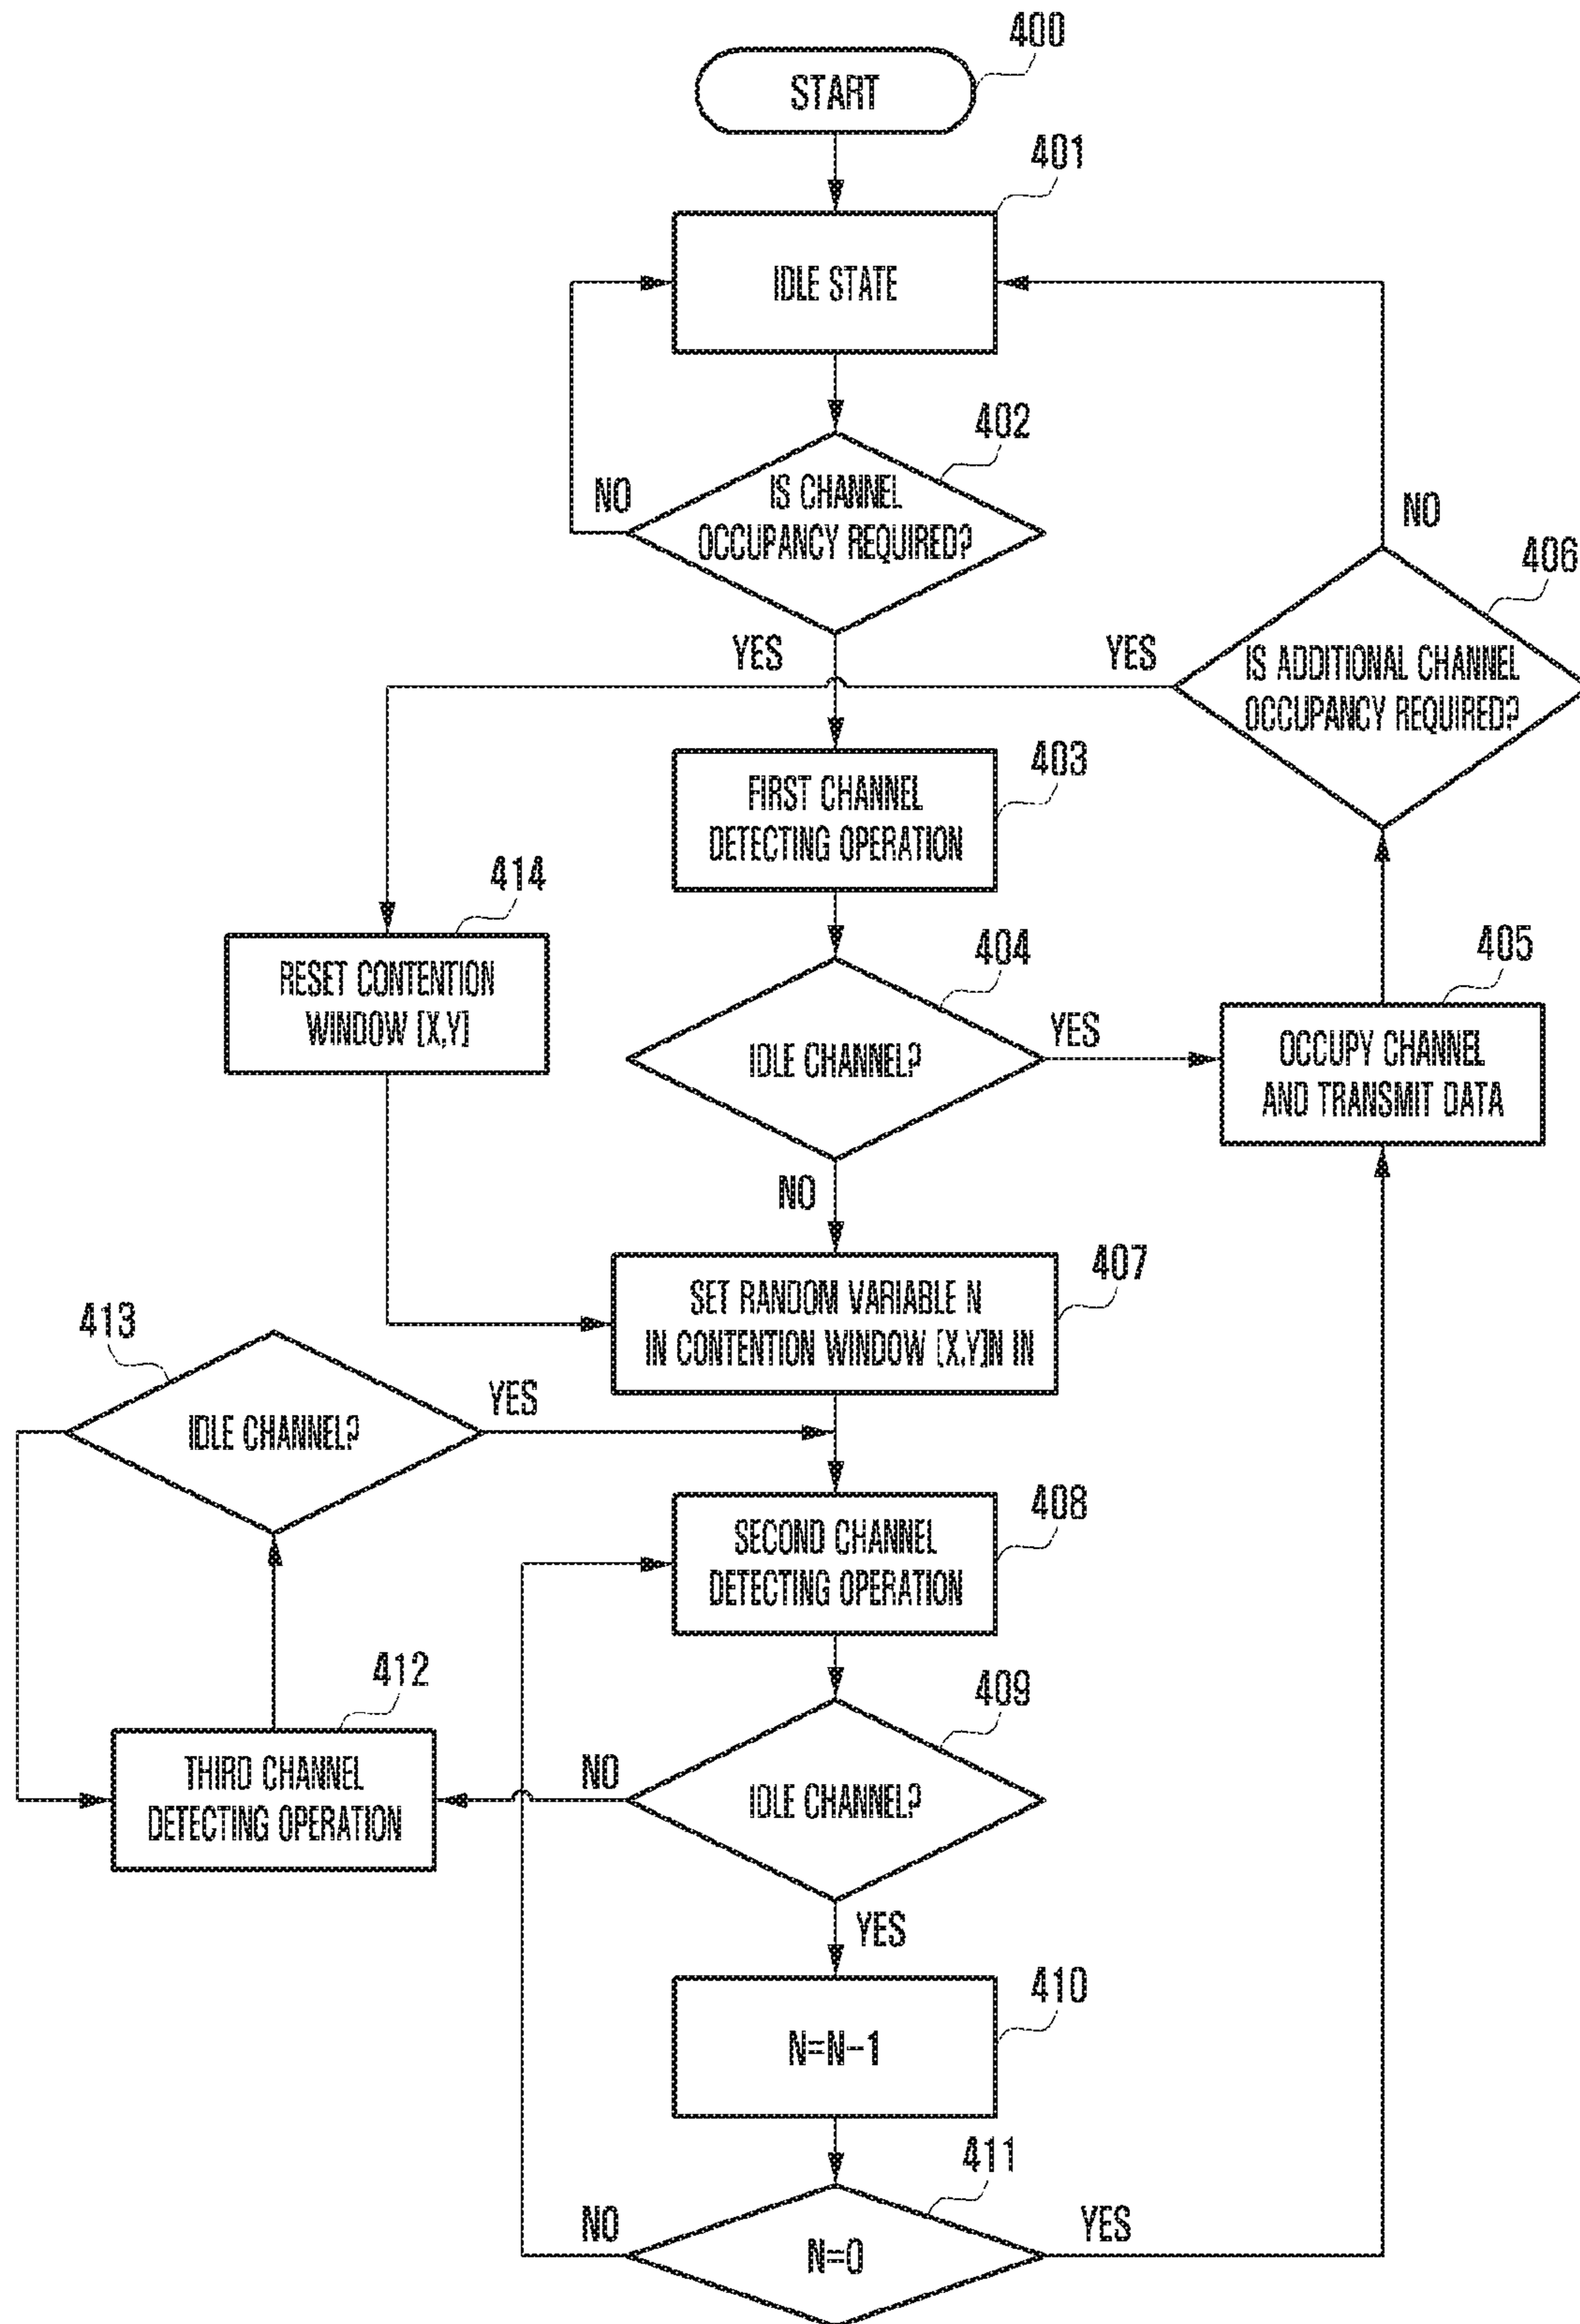 400
START
401
IDLE STATE
402
NO
IS CHANNEL
OCCUPANCY REQUIRED?
NO
406
YES
YES
IS ADDITIONAL CHANNEL
OCCUPANCY REQUIRED?
403
FIRST CHANNEL
DETECTING OPERATION
414
RESET CONTENTION
WINDOW [X,Y]
404
IDLE CHANNEL?
YES
405
OCCUPY CHANNEL
AND TRANSMIT DATA
NO
407
SET RANDOM VARIABLE N
IN CONTENTION WINDOW [X,Y]N IN
413
IDLE CHANNEL?
YES
408
SECOND CHANNEL
DETECTING OPERATION
412
THIRD CHANNEL
DETECTING OPERATION
409
NO
IDLE CHANNEL?
YES
410
N=N-1
411
NO
N=0
YES